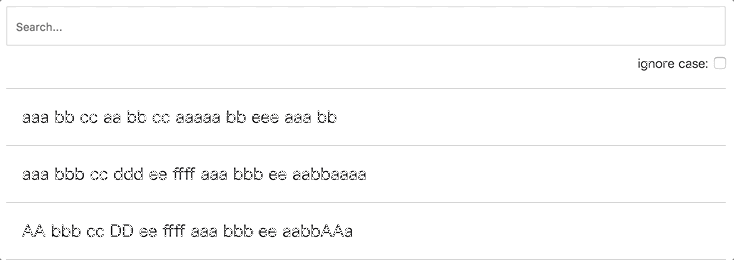 Search...
ignore case:
aaa bb cc aa bb cc aaaaa bb eee aaa bb
aaa bbb cc ddd ee ffff aaa bbb ee aabbaaaa
AA bbb cc DD ee ffff aaa bbb ee aabbAAa